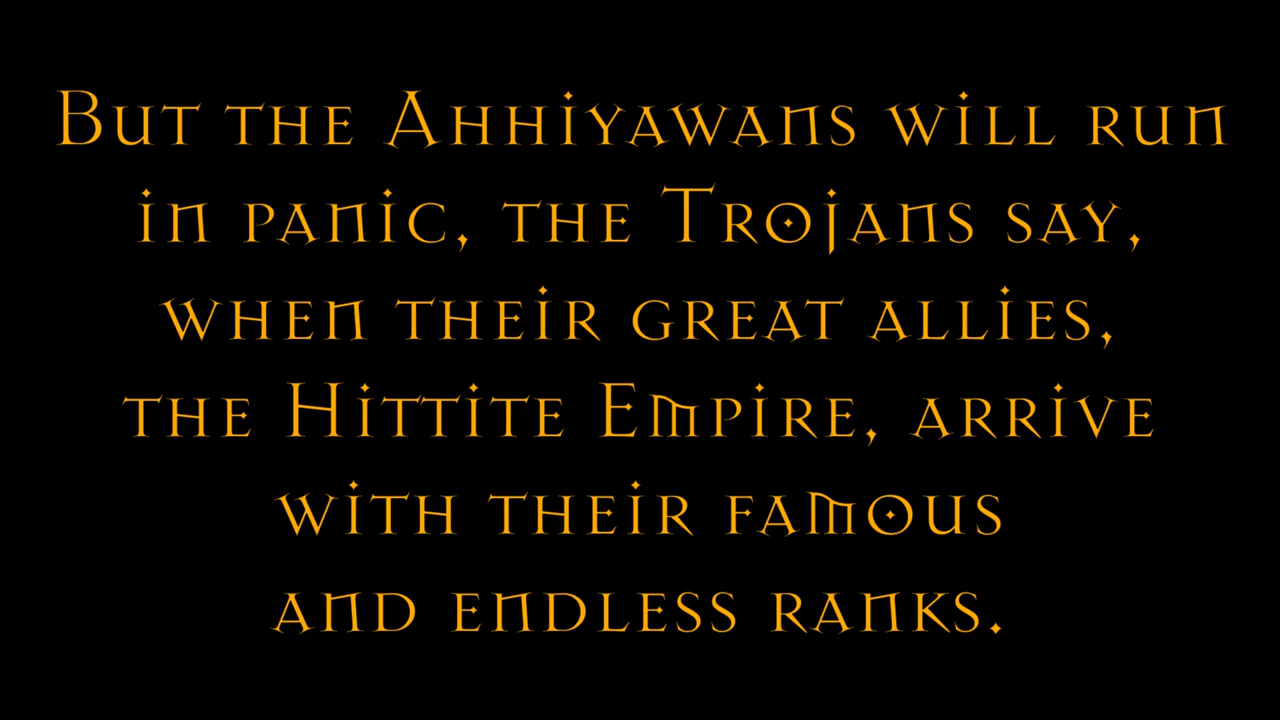 But the Ahhiyawans will run
in panic, the Trojans say,
when their great allies,
the Hittite Empire, arrive
with their famous
and endless ranks.